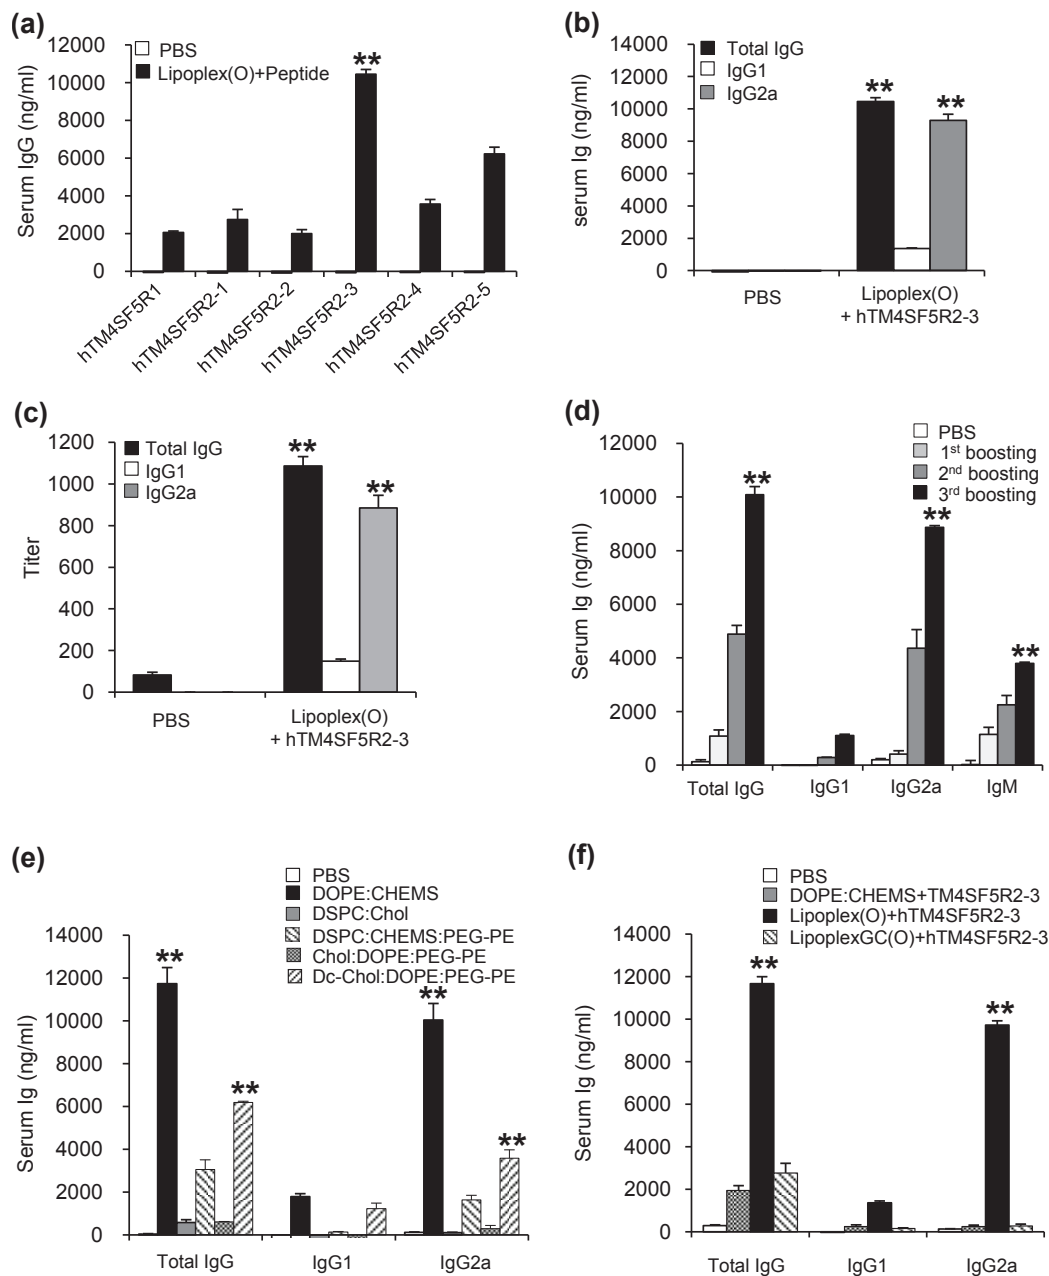 (a)
12000
10000
8000
6000
4000
2000
0
Serum IgG (ng/ml)
PBS
Lipoplex(O)+Peptide
**
hTM4SF5R1
hTM4SF5R2-1
hTM4SF5R2-2
hTM4SF5R2-3
hTM4SF5R2-4
hTM4SF5R2-5
(b)
14000
12000
10000
8000
6000
4000
2000
0
serum Ig (ng/ml)
Total IgG
IgG1
IgG2a
**
**
PBS
Lipoplex(O)
+ hTM4SF5R2-3
(c)
1200
1000
800
600
400
200
0
Titer
Total IgG
IgG1
IgG2a
**
**
PBS
Lipoplex(O)
+ hTM4SF5R2-3
(d)
PBS
1st boosting
2nd boosting
3rd boosting
12000
10000
8000
6000
4000
2000
0
Serum Ig (ng/ml)
**
**
**
Total IgG
IgG1
IgG2a
IgM
(e)
PBS
DOPE:CHEMS
DSPC:Chol
DSPC:CHEMS:PEG-PE
Chol:DOPE:PEG-PE
Dc-Chol:DOPE:PEG-PE
14000
12000
10000
8000
6000
4000
2000
0
Serum Ig (ng/ml)
**
**
**
**
Total IgG
IgG1
IgG2a
(f)
PBS
DOPE:CHEMS+TM4SF5R2-3
Lipoplex(O)+hTM4SF5R2-3
LipoplexGC(O)+hTM4SF5R2-3
14000
12000
10000
8000
6000
4000
2000
0
Serum Ig (ng/ml)
**
**
Total IgG
IgG1
IgG2a